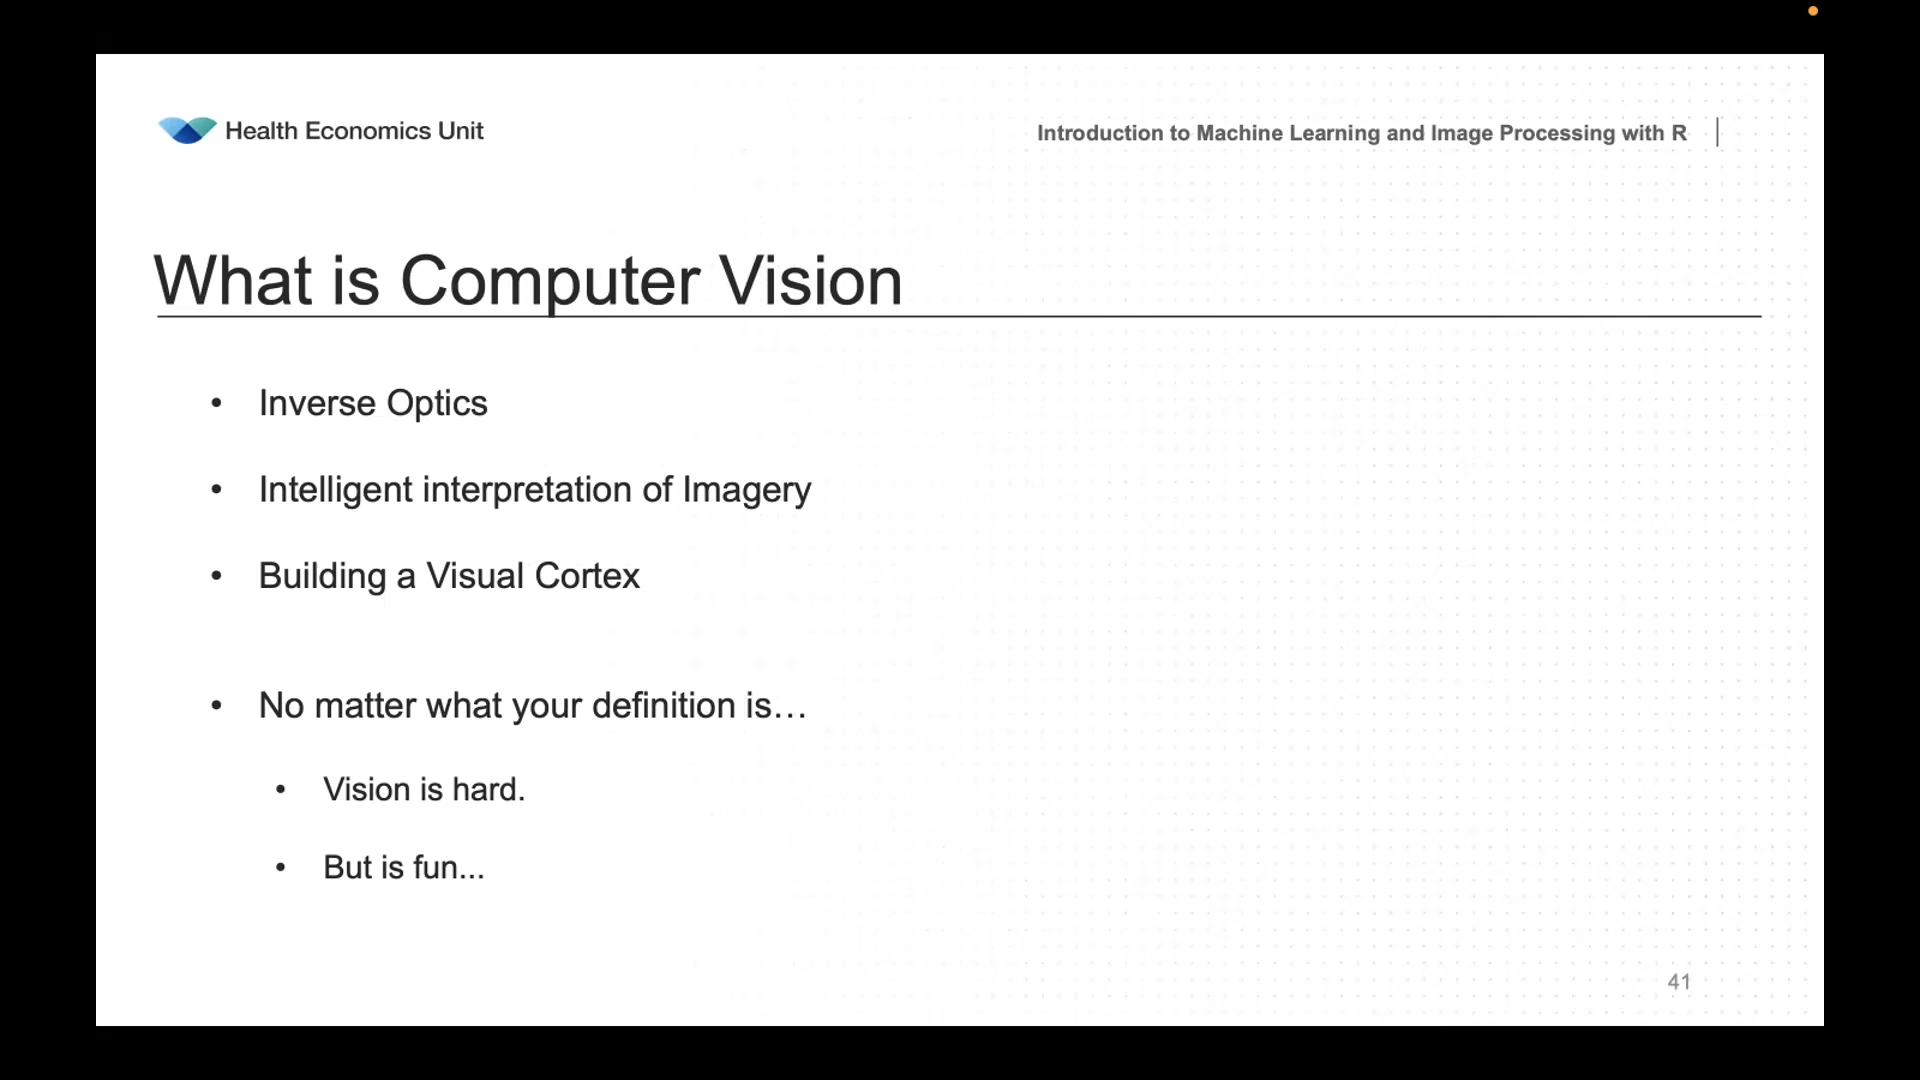 Health Economics Unit
Introduction to Machine Learning and Image Processing with R
What is Computer Vision
• Inverse Optics
• Intelligent interpretation of Imagery
• Building a Visual Cortex
• No matter what your definition is…
• Vision is hard.
• But is fun...
41